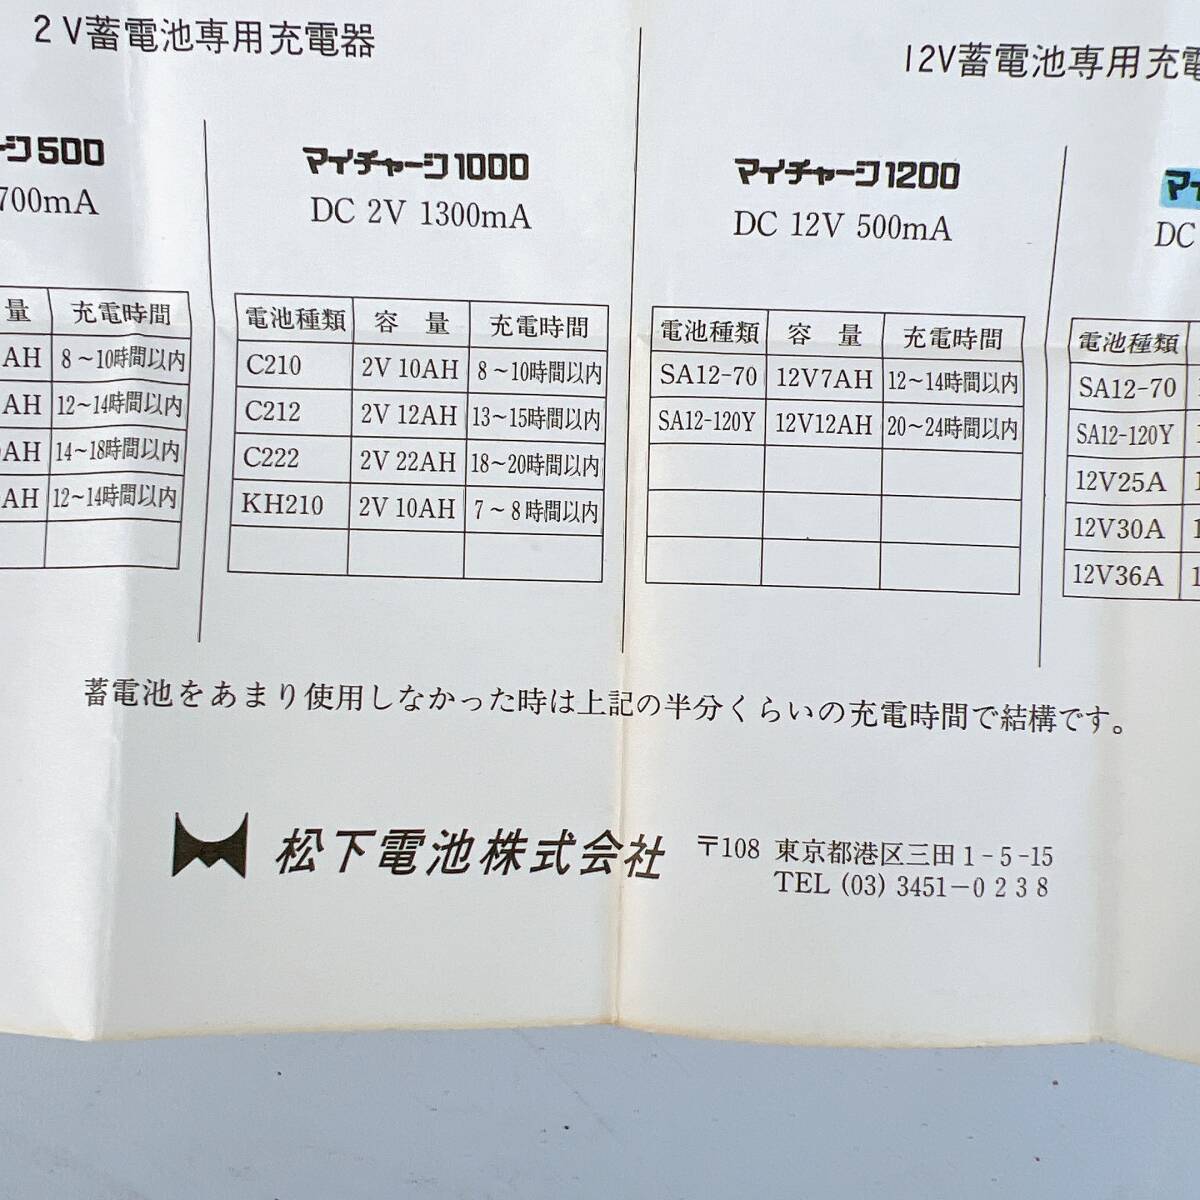 2V蓄電池専用充電器
12V蓄電池専用充電
ージ500
700mA
量 充電時間
AH 8～10時間以内
AH 12～14時間以内
AH 14～18時間以内
AH 12～14時間以内
マイチャージ1000
DC 2V 1300mA
電池種類 容量 充電時間
C210 2V 10AH 8～10時間以内
C212 2V 12AH 13～15時間以内
C222 2V 22AH 18～20時間以内
KH210 2V 10AH 7～8時間以内
マイチャージ1200
DC 12V 500mA
電池種類 容量 充電時間
SA12-70 12V7AH 12～14時間以内
SA12-120Y 12V12AH 20～24時間以内
マイ
DC
電池種類
SA12-70
SA12-120Y
12V25A
12V30A
12V36A
蓄電池をあまり使用しなかった時は上記の半分くらいの充電時間で結構です。
松下電池株式会社 〒108 東京都港区三田1-5-15
TEL (03) 3451-0238